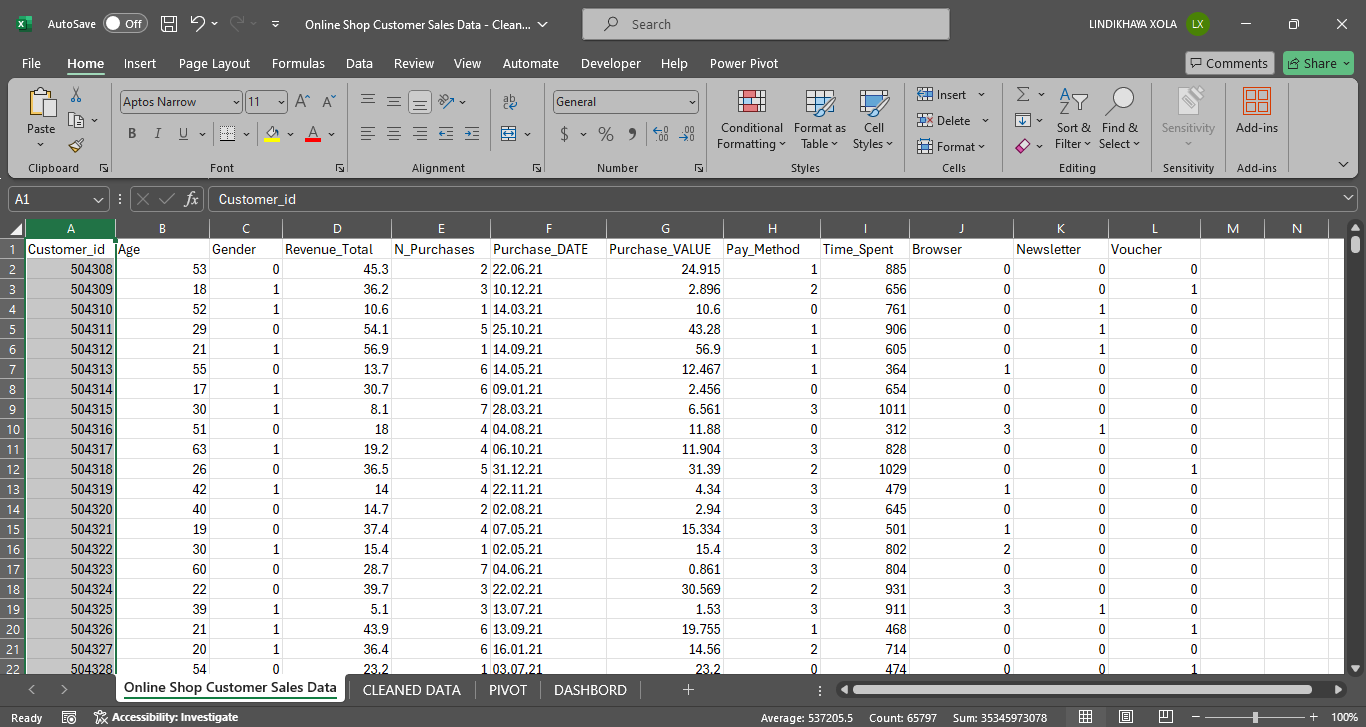 AutoSave Off Online Shop Customer Sales Data - Clean... Search LINDIKHAYA XOLA LX
File Home Insert Page Layout Formulas Data Review View Automate Developer Help Power Pivot Comments Share
Paste Aptos Narrow 11 A A General Conditional Formatting Format as Table Cell Styles Insert Delete Format Sort & Filter Find & Select Sensitivity Add-ins
B I U A $ % ab c
Clipboard Font Alignment Number Styles Cells Editing Sensitivity Add-ins
A1 fx Customer_id
A B C D E F G H I J K L M N
1 Customer_id Age Gender Revenue_Total N_Purchases Purchase_DATE Purchase_VALUE Pay_Method Time_Spent Browser Newsletter Voucher
2 504308 53 0 45.3 2 22.06.21 24.915 1 885 0 0 0
3 504309 18 1 36.2 3 10.12.21 2.896 2 656 0 0 1
4 504310 52 1 10.6 1 14.03.21 10.6 0 761 0 1 0
5 504311 29 0 54.1 5 25.10.21 43.28 1 906 0 1 0
6 504312 21 1 56.9 1 14.09.21 56.9 1 605 0 1 0
7 504313 55 0 13.7 6 14.05.21 12.467 1 364 1 0 0
8 504314 17 1 30.7 6 09.01.21 2.456 0 654 0 0 0
9 504315 30 1 8.1 7 28.03.21 6.561 3 1011 0 0 0
10 504316 51 0 18 4 04.08.21 11.88 0 312 3 1 0
11 504317 63 1 19.2 4 06.10.21 11.904 3 828 0 0 0
12 504318 26 0 36.5 5 31.12.21 31.39 2 1029 0 0 1
13 504319 42 1 14 4 22.11.21 4.34 3 479 1 0 0
14 504320 40 0 14.7 2 02.08.21 2.94 3 645 0 0 0
15 504321 19 0 37.4 4 07.05.21 15.334 3 501 1 0 0
16 504322 30 1 15.4 1 02.05.21 15.4 3 802 2 0 0
17 504323 60 0 28.7 7 04.06.21 0.861 3 804 0 0 0
18 504324 22 0 39.7 3 22.02.21 30.569 2 931 3 0 0
19 504325 39 1 5.1 3 13.07.21 1.53 3 911 3 1 0
20 504326 21 1 43.9 6 13.09.21 19.755 1 468 0 0 1
21 504327 20 1 36.4 6 16.01.21 14.56 2 714 0 0 0
22 504328 54 0 23.2 1 03.07.21 23.2 0 474 0 0 1
Online Shop Customer Sales Data CLEANED DATA PIVOT DASHBORD
Ready Accessibility: Investigate Average: 537205.5 Count: 65797 Sum: 35345973078 100%